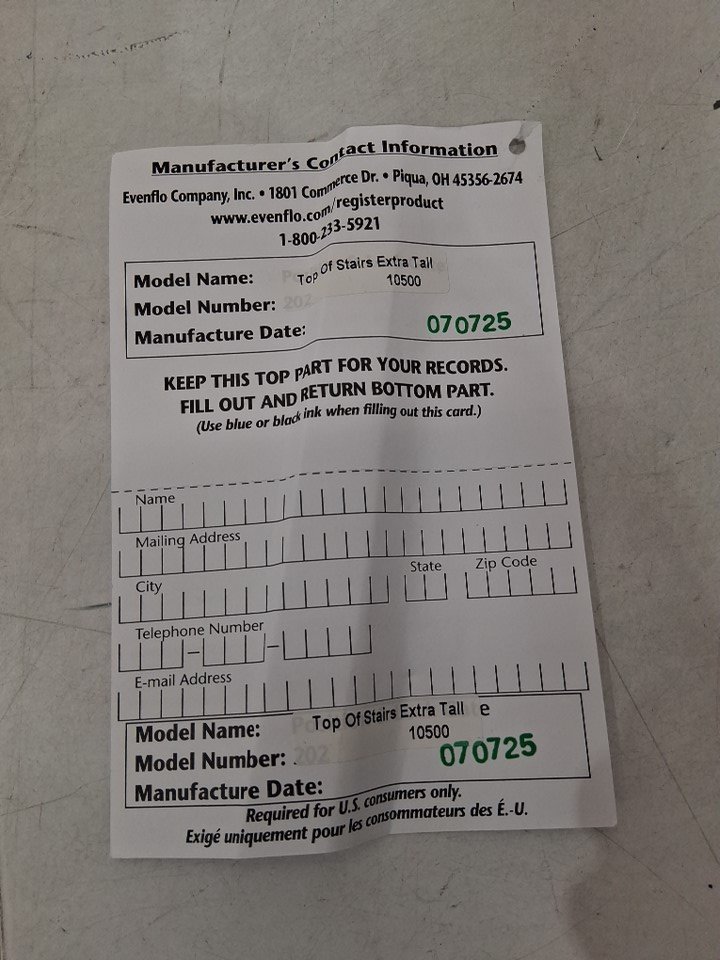 Manufacturer's Contact Information
Evenflo Company, Inc. • 1801 Commerce Dr. • Piqua, OH 45356-2674
www.evenflo.com/registerproduct
1-800-233-5921
Model Name: Top Of Stairs Extra Tall
Model Number: 10500
Manufacture Date: 070725
KEEP THIS TOP PART FOR YOUR RECORDS.
FILL OUT AND RETURN BOTTOM PART.
(Use blue or black ink when filling out this card.)
Name
Mailing Address
City State Zip Code
Telephone Number
E-mail Address
Model Name: Top Of Stairs Extra Tall e
Model Number: 202 10500
Manufacture Date: 070725
Required for U.S. consumers only.
Exigé uniquement pour les consommateurs des É.-U.